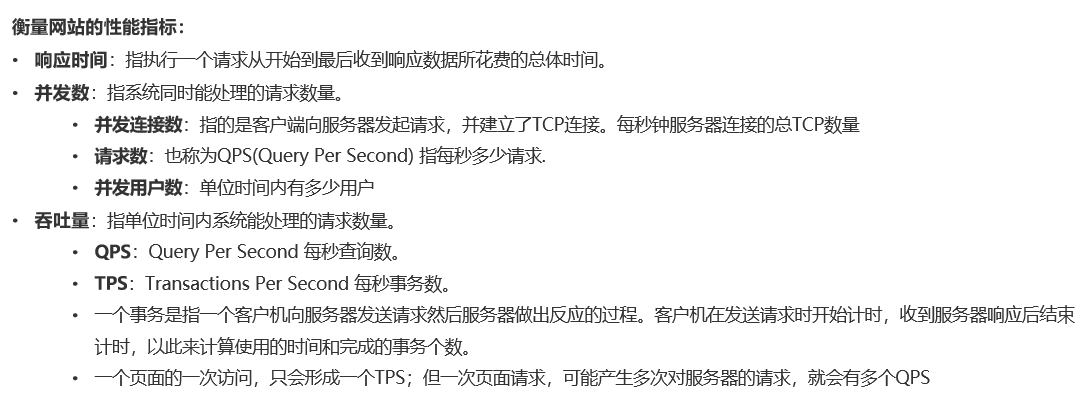 衡量网站的性能指标：
• 响应时间：指执行一个请求从开始到最后收到响应数据所花费的总体时间。
• 并发数：指系统同时能处理的请求数量。
• 并发连接数：指的是客户端向服务器发起请求，并建立了TCP连接。每秒钟服务器连接的总TCP数量
• 请求数：也称为QPS(Query Per Second) 指每秒多少请求.
• 并发用户数：单位时间内有多少用户
• 吞吐量：指单位时间内系统能处理的请求数量。
• QPS：Query Per Second 每秒查询数。
• TPS：Transactions Per Second 每秒事务数。
• 一个事务是指一个客户机向服务器发送请求然后服务器做出反应的过程。客户机在发送请求时开始计时，收到服务器响应后结束
计时，以此来计算使用的时间和完成的事务个数。
• 一个页面的一次访问，只会形成一个TPS；但一次页面请求，可能产生多次对服务器的请求，就会有多个QPS